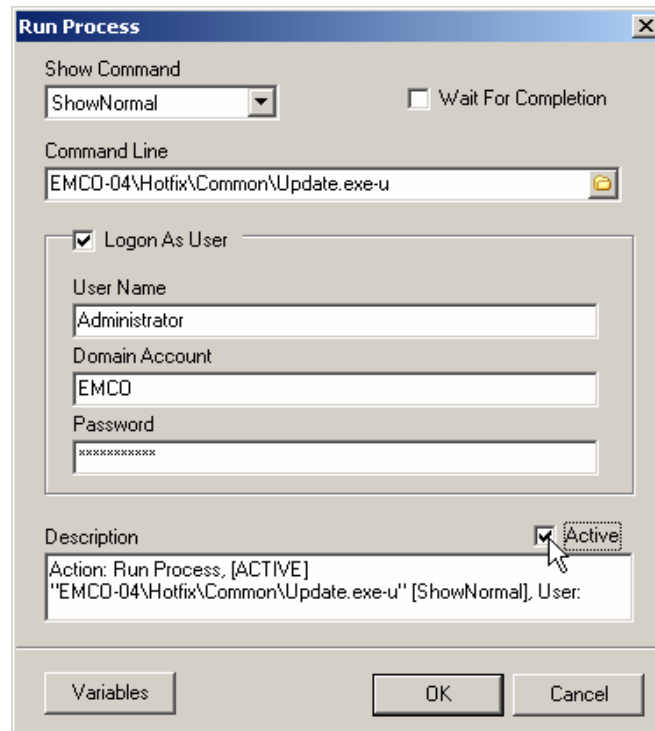 Run Process
Show Command
ShowNormal
Wait For Completion
Command Line
EMCO-04\Hotfix\Common\Update.exe-u
Logon As User
User Name
Administrator
Domain Account
EMCO
Password
***********
Description
Active
Action: Run Process, [ACTIVE]
"EMCO-04\Hotfix\Common\Update.exe-u" [ShowNormal], User:
Variables
OK
Cancel